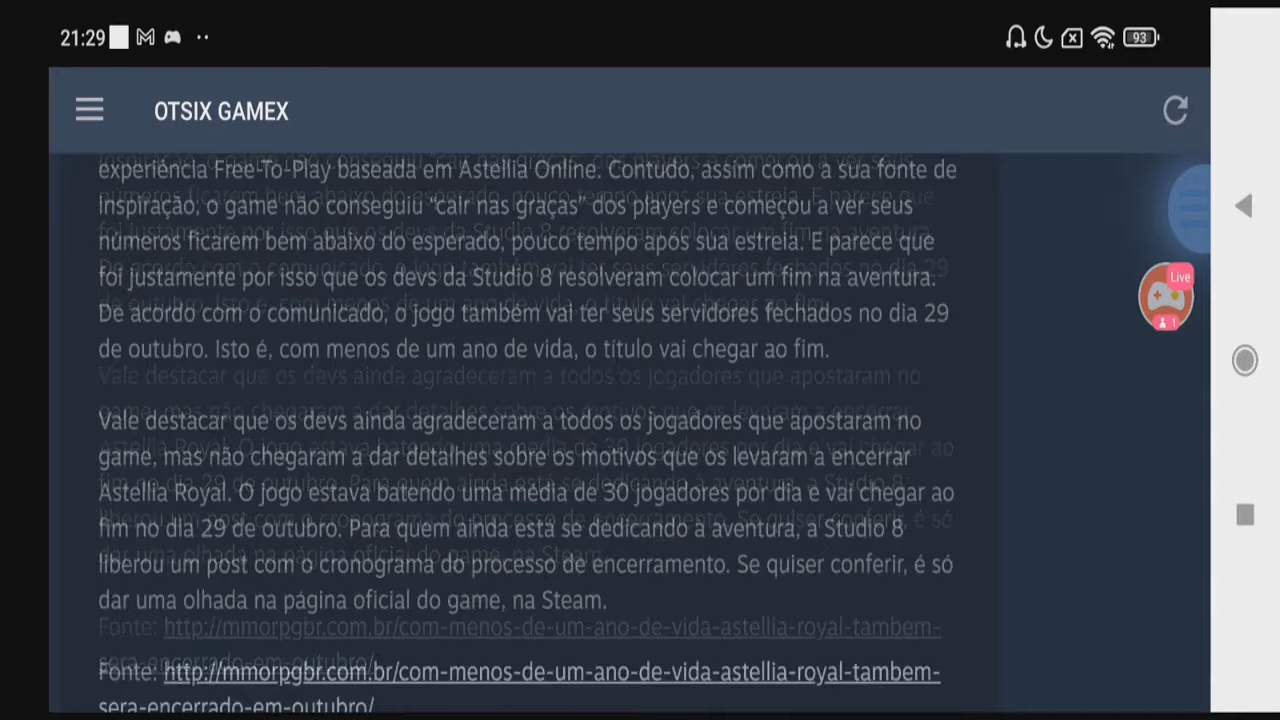 21:29
93
OTSIX GAMEX
experiência Free-To-Play baseada em Astellia Online. Contudo, assim como a sua fonte de
inspiração, o game não conseguiu “cair nas graças” dos players e começou a ver seus
números ficarem bem abaixo do esperado, pouco tempo após sua estreia. E parece que
foi justamente por isso que os devs da Studio 8 resolveram colocar um fim na aventura.
De acordo com o comunicado, o jogo também vai ter seus servidores fechados no dia 29
de outubro. Isto é, com menos de um ano de vida, o título vai chegar ao fim.
Vale destacar que os devs ainda agradeceram a todos os jogadores que apostaram no
game, mas não chegaram a dar detalhes sobre os motivos que os levaram a encerrar
Astellia Royal. O jogo estava batendo uma média de 30 jogadores por dia e vai chegar ao
fim no dia 29 de outubro. Para quem ainda está se dedicando à aventura, a Studio 8
liberou um post com o cronograma do processo de encerramento. Se quiser conferir, é só
dar uma olhada na página oficial do game, na Steam.
Fonte: http://mmorpgbr.com.br/com-menos-de-um-ano-de-vida-astellia-royal-tambem-
sera-encerrado-em-outubro/
Live
1